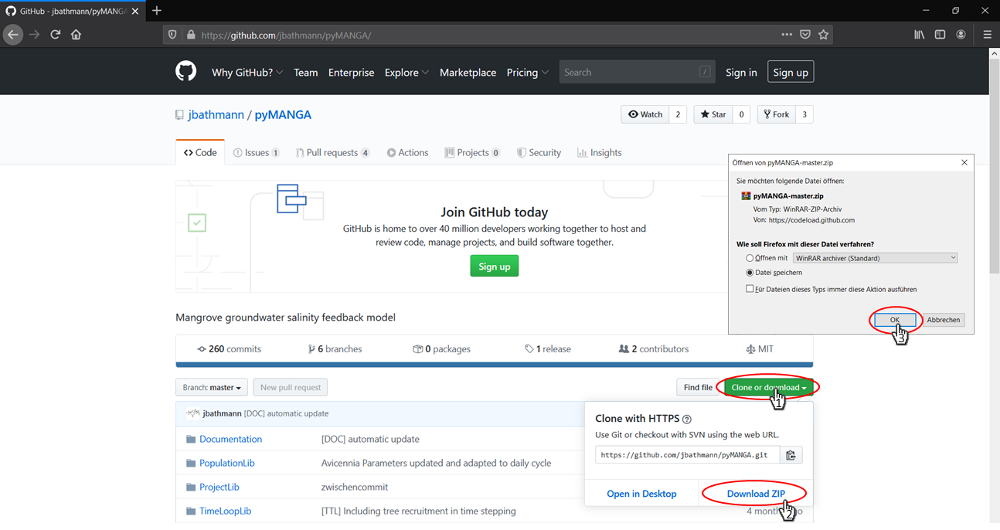 GitHub - jbathmann/pyMANGA
https://github.com/jbathmann/pyMANGA/
Why GitHub? Team Enterprise Explore Marketplace Pricing Search / Sign in Sign up
jbathmann / pyMANGA
Watch 2 Star 0 Fork 3
Code Issues 1 Pull requests 4 Actions Projects 0 Security Insights
Join GitHub today
GitHub is home to over 40 million developers working together to host and
review code, manage projects, and build software together.
Sign up
Öffnen von pyMANGA-master.zip
Sie möchten folgende Datei öffnen:
pyMANGA-master.zip
Vom Typ: WinRAR-ZIP-Archiv
Von: https://codeload.github.com
Wie soll Firefox mit dieser Datei verfahren?
Öffnen mit WinRAR archiver (Standard)
Datei speichern
Für Dateien dieses Typs immer diese Aktion ausführen
OK Abbrechen
3
Mangrove groundwater salinity feedback model
260 commits 6 branches 0 packages 1 release 2 contributors MIT
Branch: master New pull request Find file Clone or download
1
jbathmann [DOC] automatic update
Documentation [DOC] automatic update
PopulationLib Avicennia Parameters updated and adapted to daily cycle
ProjectLib zwischencommit
TimeLoopLib [TTL] Including tree recruitment in time stepping
Clone with HTTPS
Use Git or checkout with SVN using the web URL.
https://github.com/jbathmann/pyMANGA.git
Open in Desktop Download ZIP
2